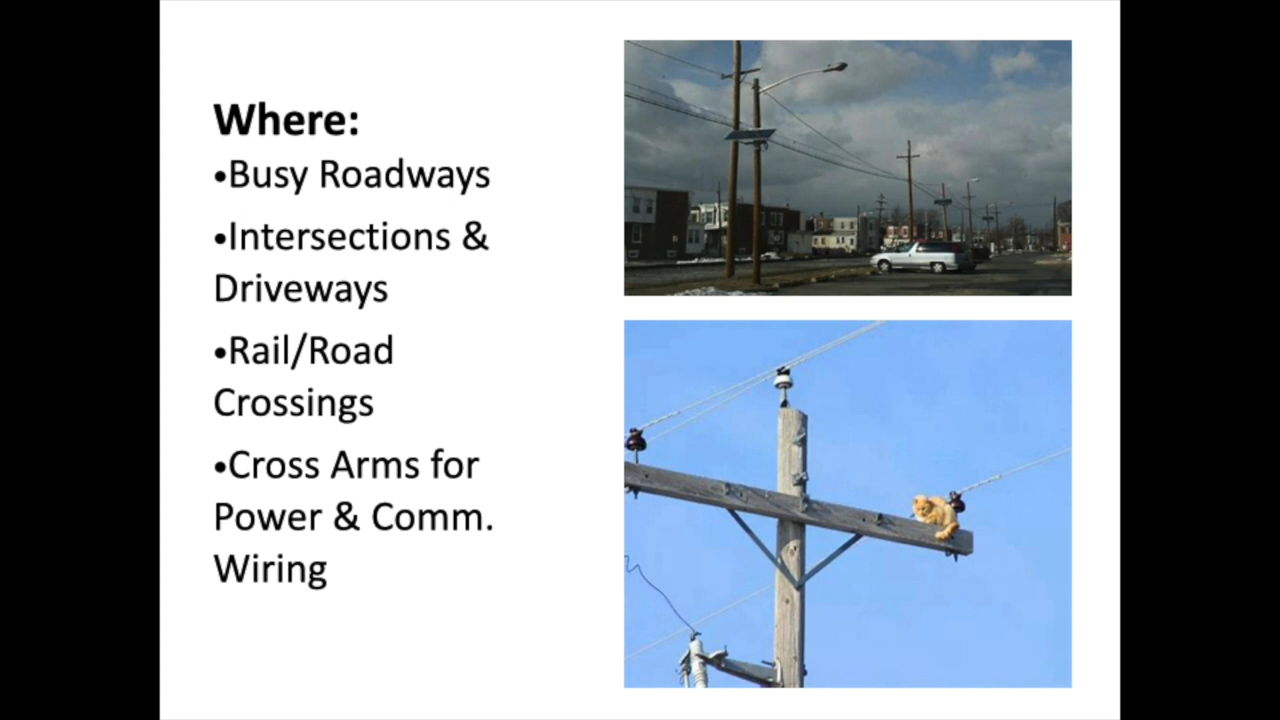 Where:
•Busy Roadways
•Intersections &
Driveways
•Rail/Road
Crossings
•Cross Arms for
Power & Comm.
Wiring